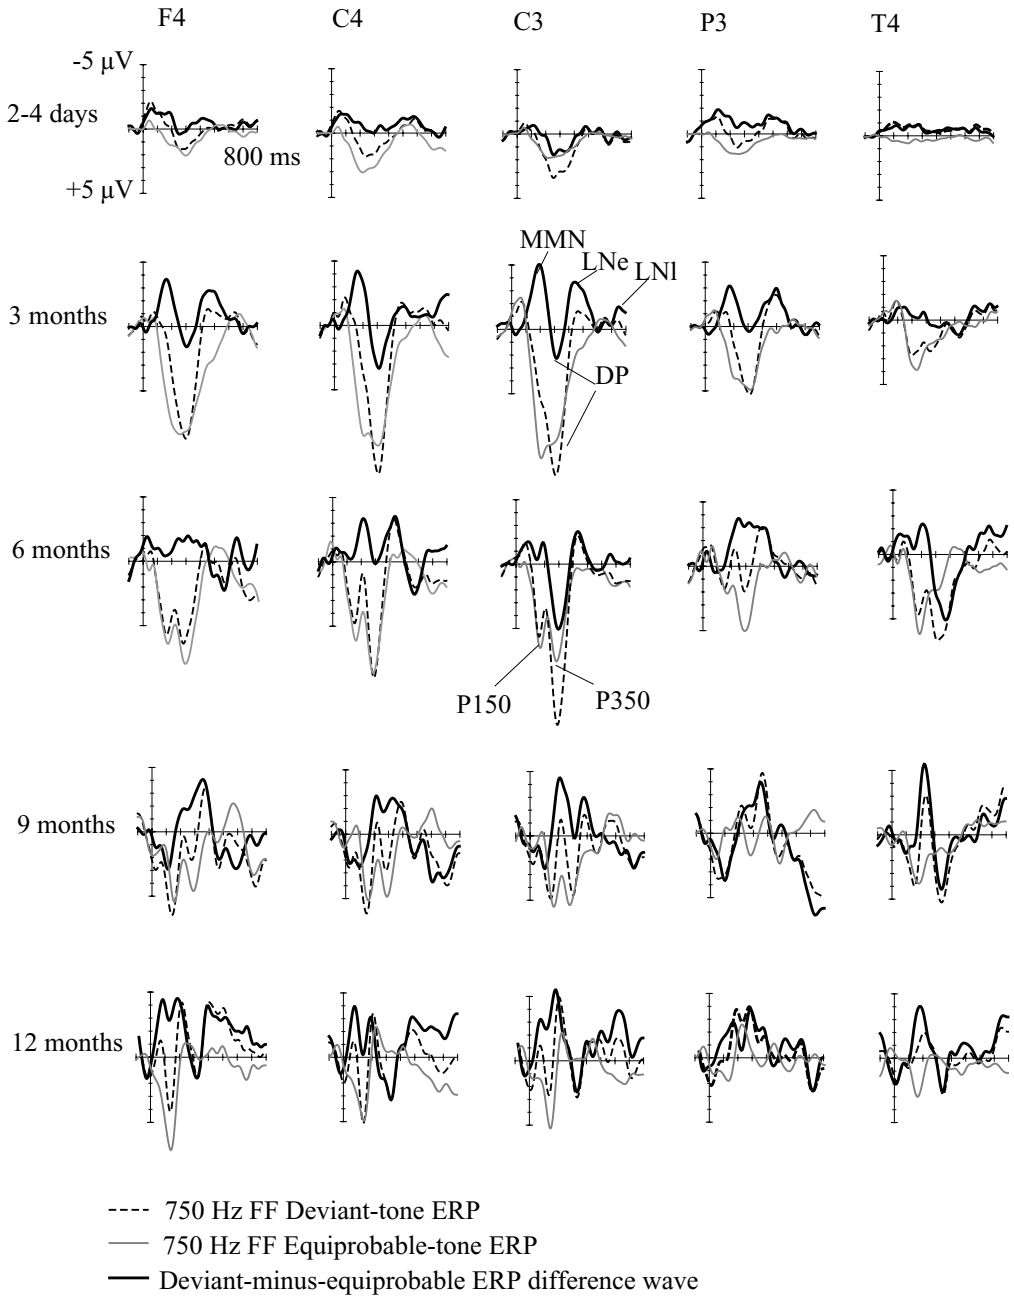 F4 C4 C3 P3 T4
-5 µV
2-4 days
800 ms
+5 µV
MMN
LNe
LNl
3 months
DP
6 months
P150
P350
9 months
12 months
750 Hz FF Deviant-tone ERP
750 Hz FF Equiprobable-tone ERP
Deviant-minus-equiprobable ERP difference wave